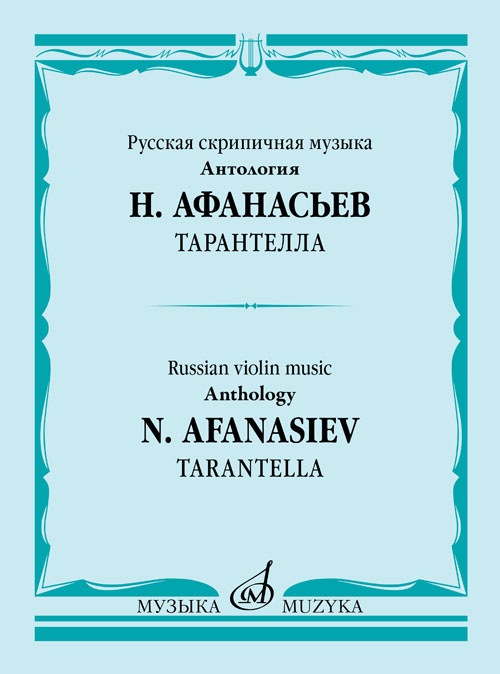 Русская скрипичная музыка
Антология
Н. АФАНАСЬЕВ
ТАРАНТЕЛЛА
Russian violin music
Anthology
N. AFANASIEV
TARANTELLA
МУЗЫКА М MUZYKA